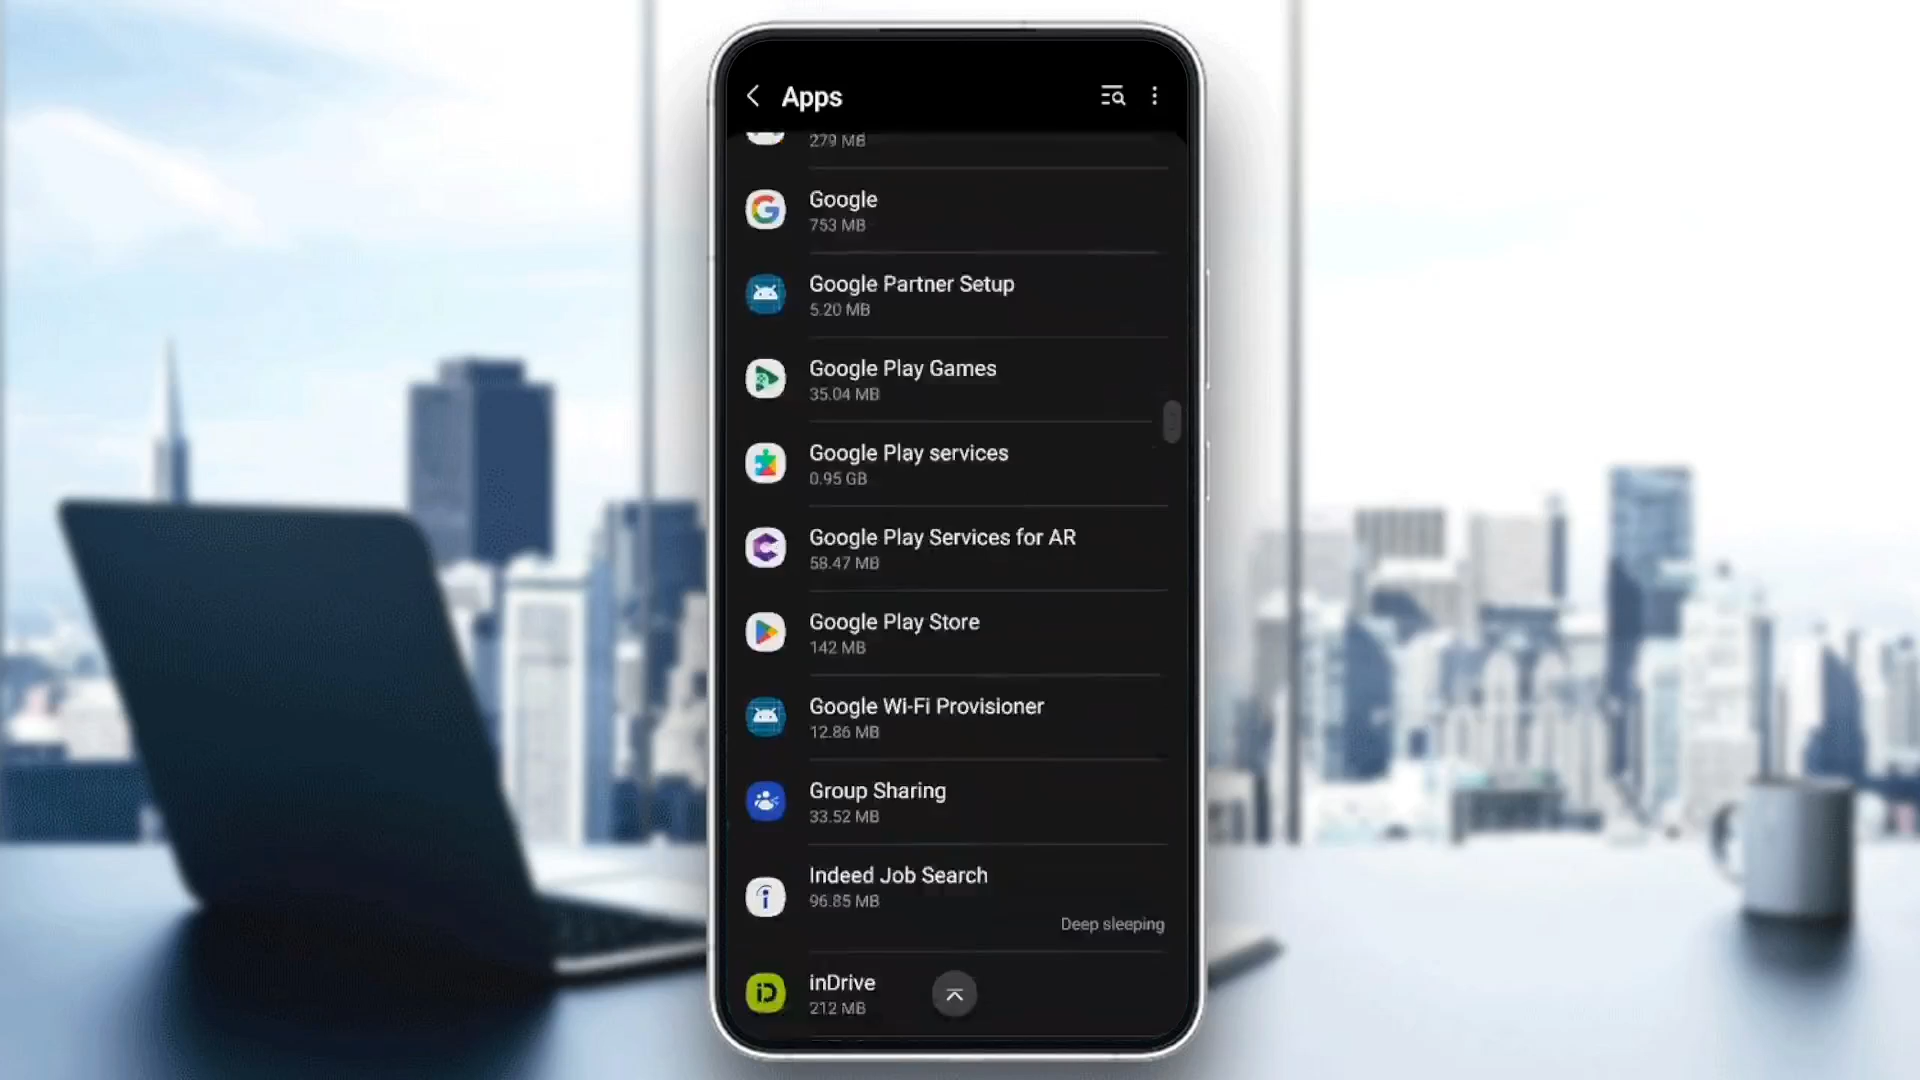 Apps
279 MB
Google
753 MB
Google Partner Setup
5.20 MB
Google Play Games
35.04 MB
Google Play services
0.95 GB
Google Play Services for AR
58.47 MB
Google Play Store
142 MB
Google Wi-Fi Provisioner
12.86 MB
Group Sharing
33.52 MB
Indeed Job Search
96.85 MB
Deep sleeping
inDrive
212 MB